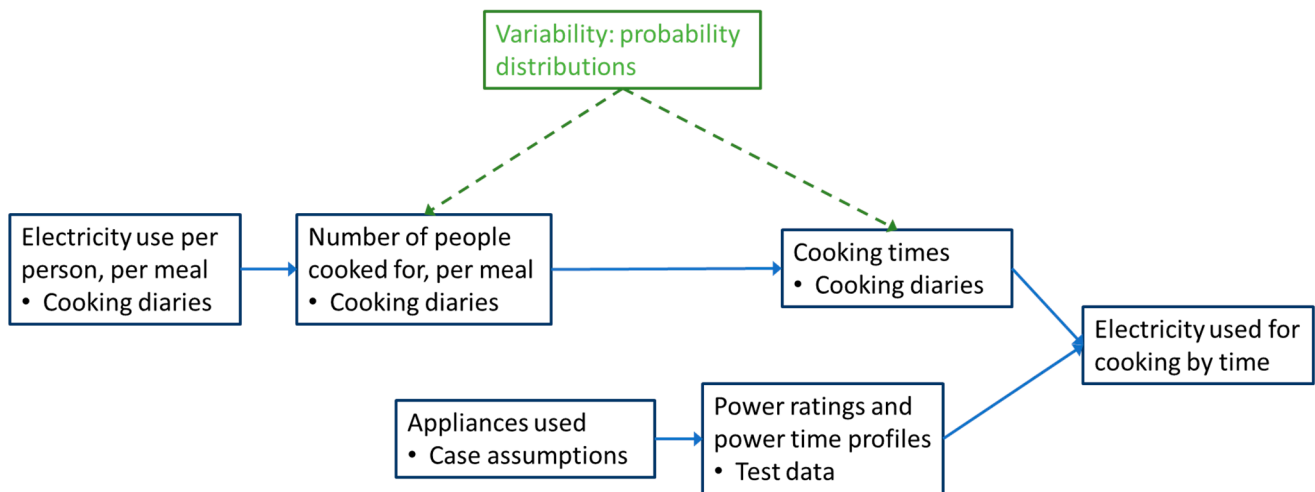 Variability: probability
distributions
Electricity use per
person, per meal
• Cooking diaries
Number of people
cooked for, per meal
• Cooking diaries
Cooking times
• Cooking diaries
Electricity used for
cooking by time
Appliances used
• Case assumptions
Power ratings and
power time profiles
• Test data